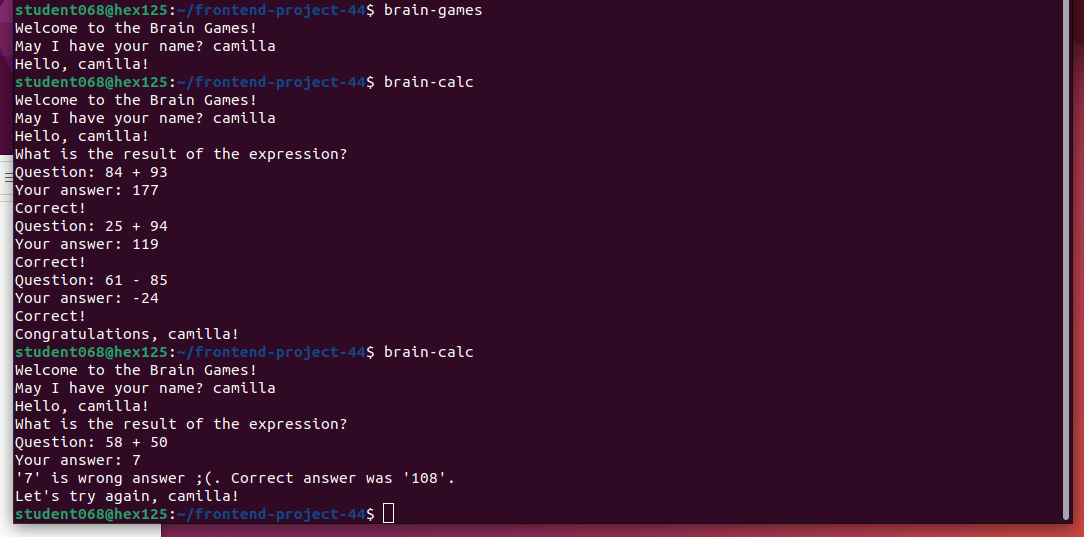 student068@hex125:~/frontend-project-44$ brain-games
Welcome to the Brain Games!
May I have your name? camilla
Hello, camilla!
student068@hex125:~/frontend-project-44$ brain-calc
Welcome to the Brain Games!
May I have your name? camilla
Hello, camilla!
What is the result of the expression?
Question: 84 + 93
Your answer: 177
Correct!
Question: 25 + 94
Your answer: 119
Correct!
Question: 61 - 85
Your answer: -24
Correct!
Congratulations, camilla!
student068@hex125:~/frontend-project-44$ brain-calc
Welcome to the Brain Games!
May I have your name? camilla
Hello, camilla!
What is the result of the expression?
Question: 58 + 50
Your answer: 7
'7' is wrong answer ;(. Correct answer was '108'.
Let's try again, camilla!
student068@hex125:~/frontend-project-44$